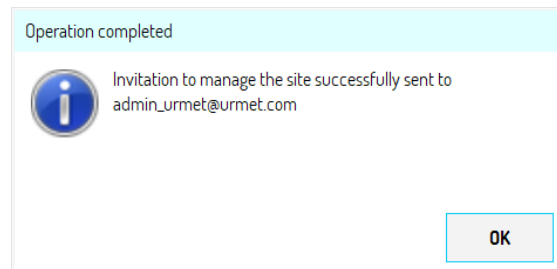 Operation completed
Invitation to manage the site successfully sent to
admin_urmet@urmet.com
OK